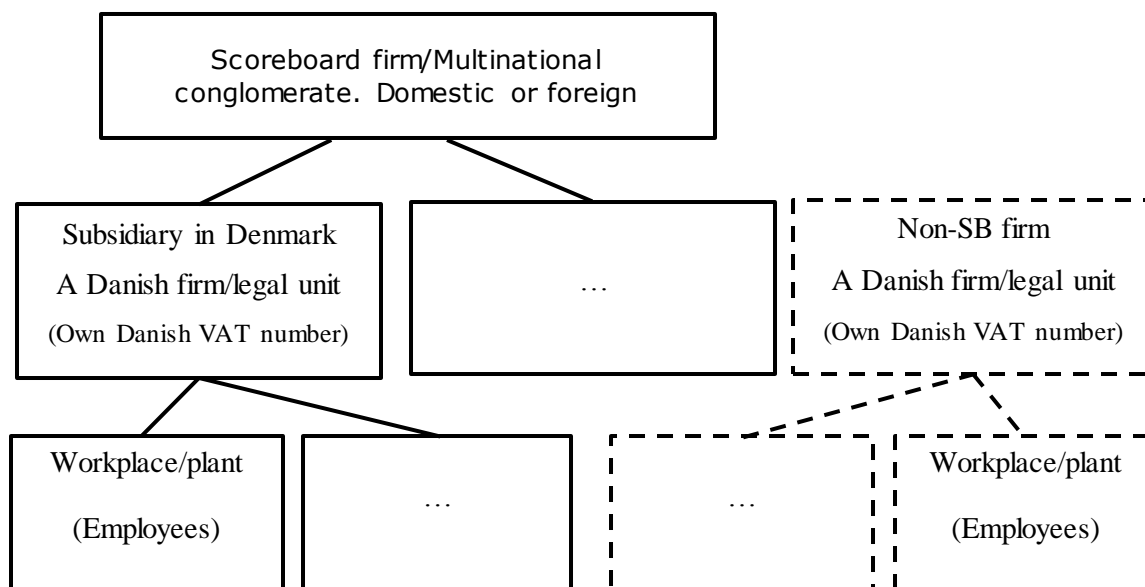 Scoreboard firm/Multinational
conglomerate. Domestic or foreign
Subsidiary in Denmark
A Danish firm/legal unit
(Own Danish VAT number)
…
Non-SB firm
A Danish firm/legal unit
(Own Danish VAT number)
Workplace/plant
(Employees)
…
…
Workplace/plant
(Employees)